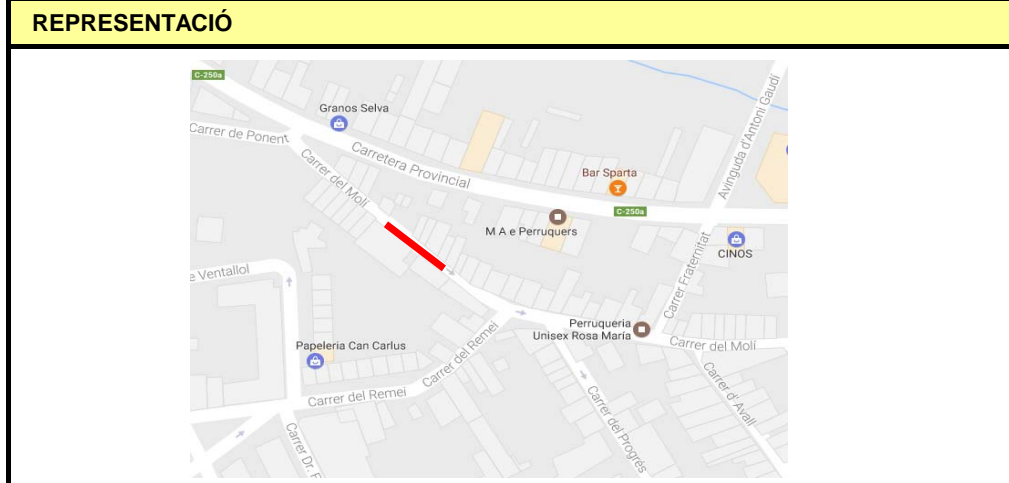 REPRESENTACIÓ
C-250a
Granos Selva
Carrer de Ponent
Carrer del Molí
Carretera Provincial
Bar Sparta
C-250a
Avinguda d'Antoni Gaudí
M A e Perruquers
CINOS
Carrer Fraternitat
e Ventallol
Perruqueria
Unisex Rosa María
Carrer del Molí
Papeleria Can Carlus
Carrer del Remei
Carrer del Remei
Carrer d'Avall
Carrer del Progrés
Carrer Dr.